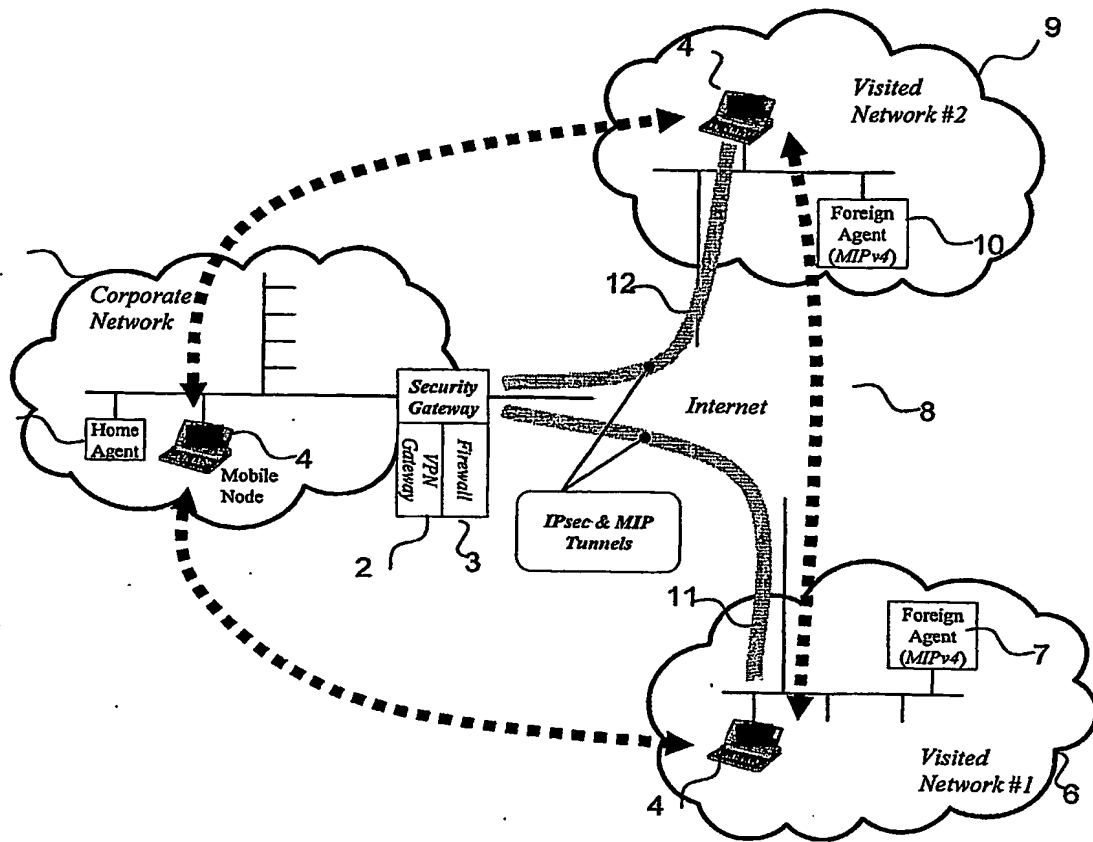 4
9
Visited
Network #2
Foreign
Agent
(MIPv4)
10
12
Corporate
Network
Security
Gateway
VPN
Gateway
Firewall
Internet
8
Home
Agent
4
Mobile
Node
2
3
IPsec & MIP
Tunnels
11
Foreign
Agent
(MIPv4)
7
Visited
Network #1
4
6